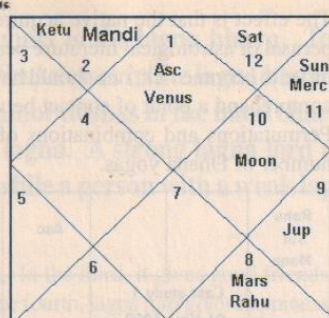 Ketu Mandi Sat
3 2 12 Sun
Asc Merc
Venus
4 10 11
Moon
5 7 9
Jup
6 8
Mars
Rahu